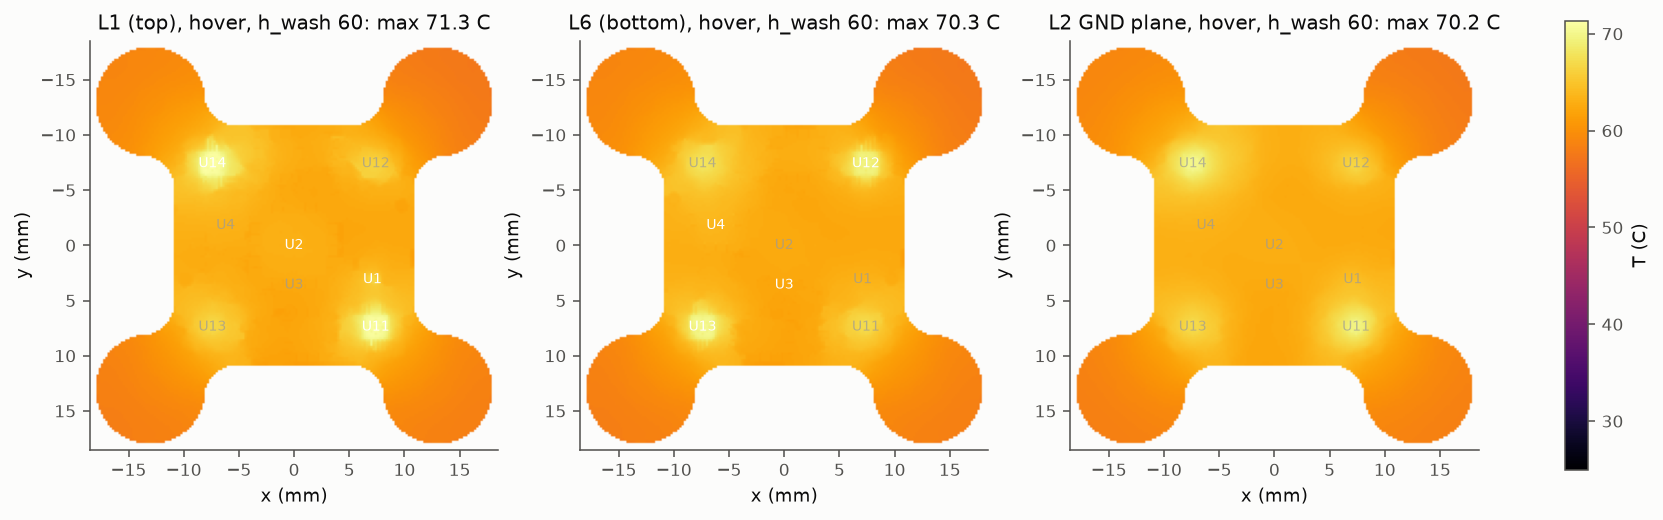 L1 (top), hover, h_wash 60: max 71.3 C
L6 (bottom), hover, h_wash 60: max 70.3 C
L2 GND plane, hover, h_wash 60: max 70.2 C
y (mm)
−15
−10
−5
0
5
10
15
U14
U12
U4
U2
U3
U1
U13
U11
−15
−10
−5
0
5
10
15
x (mm)
y (mm)
−15
−10
−5
0
5
10
15
U14
U12
U4
U2
U3
U1
U13
U11
−15
−10
−5
0
5
10
15
x (mm)
y (mm)
−15
−10
−5
0
5
10
15
U14
U12
U4
U2
U3
U1
U13
U11
−15
−10
−5
0
5
10
15
x (mm)
70
60
50
40
30
T (C)